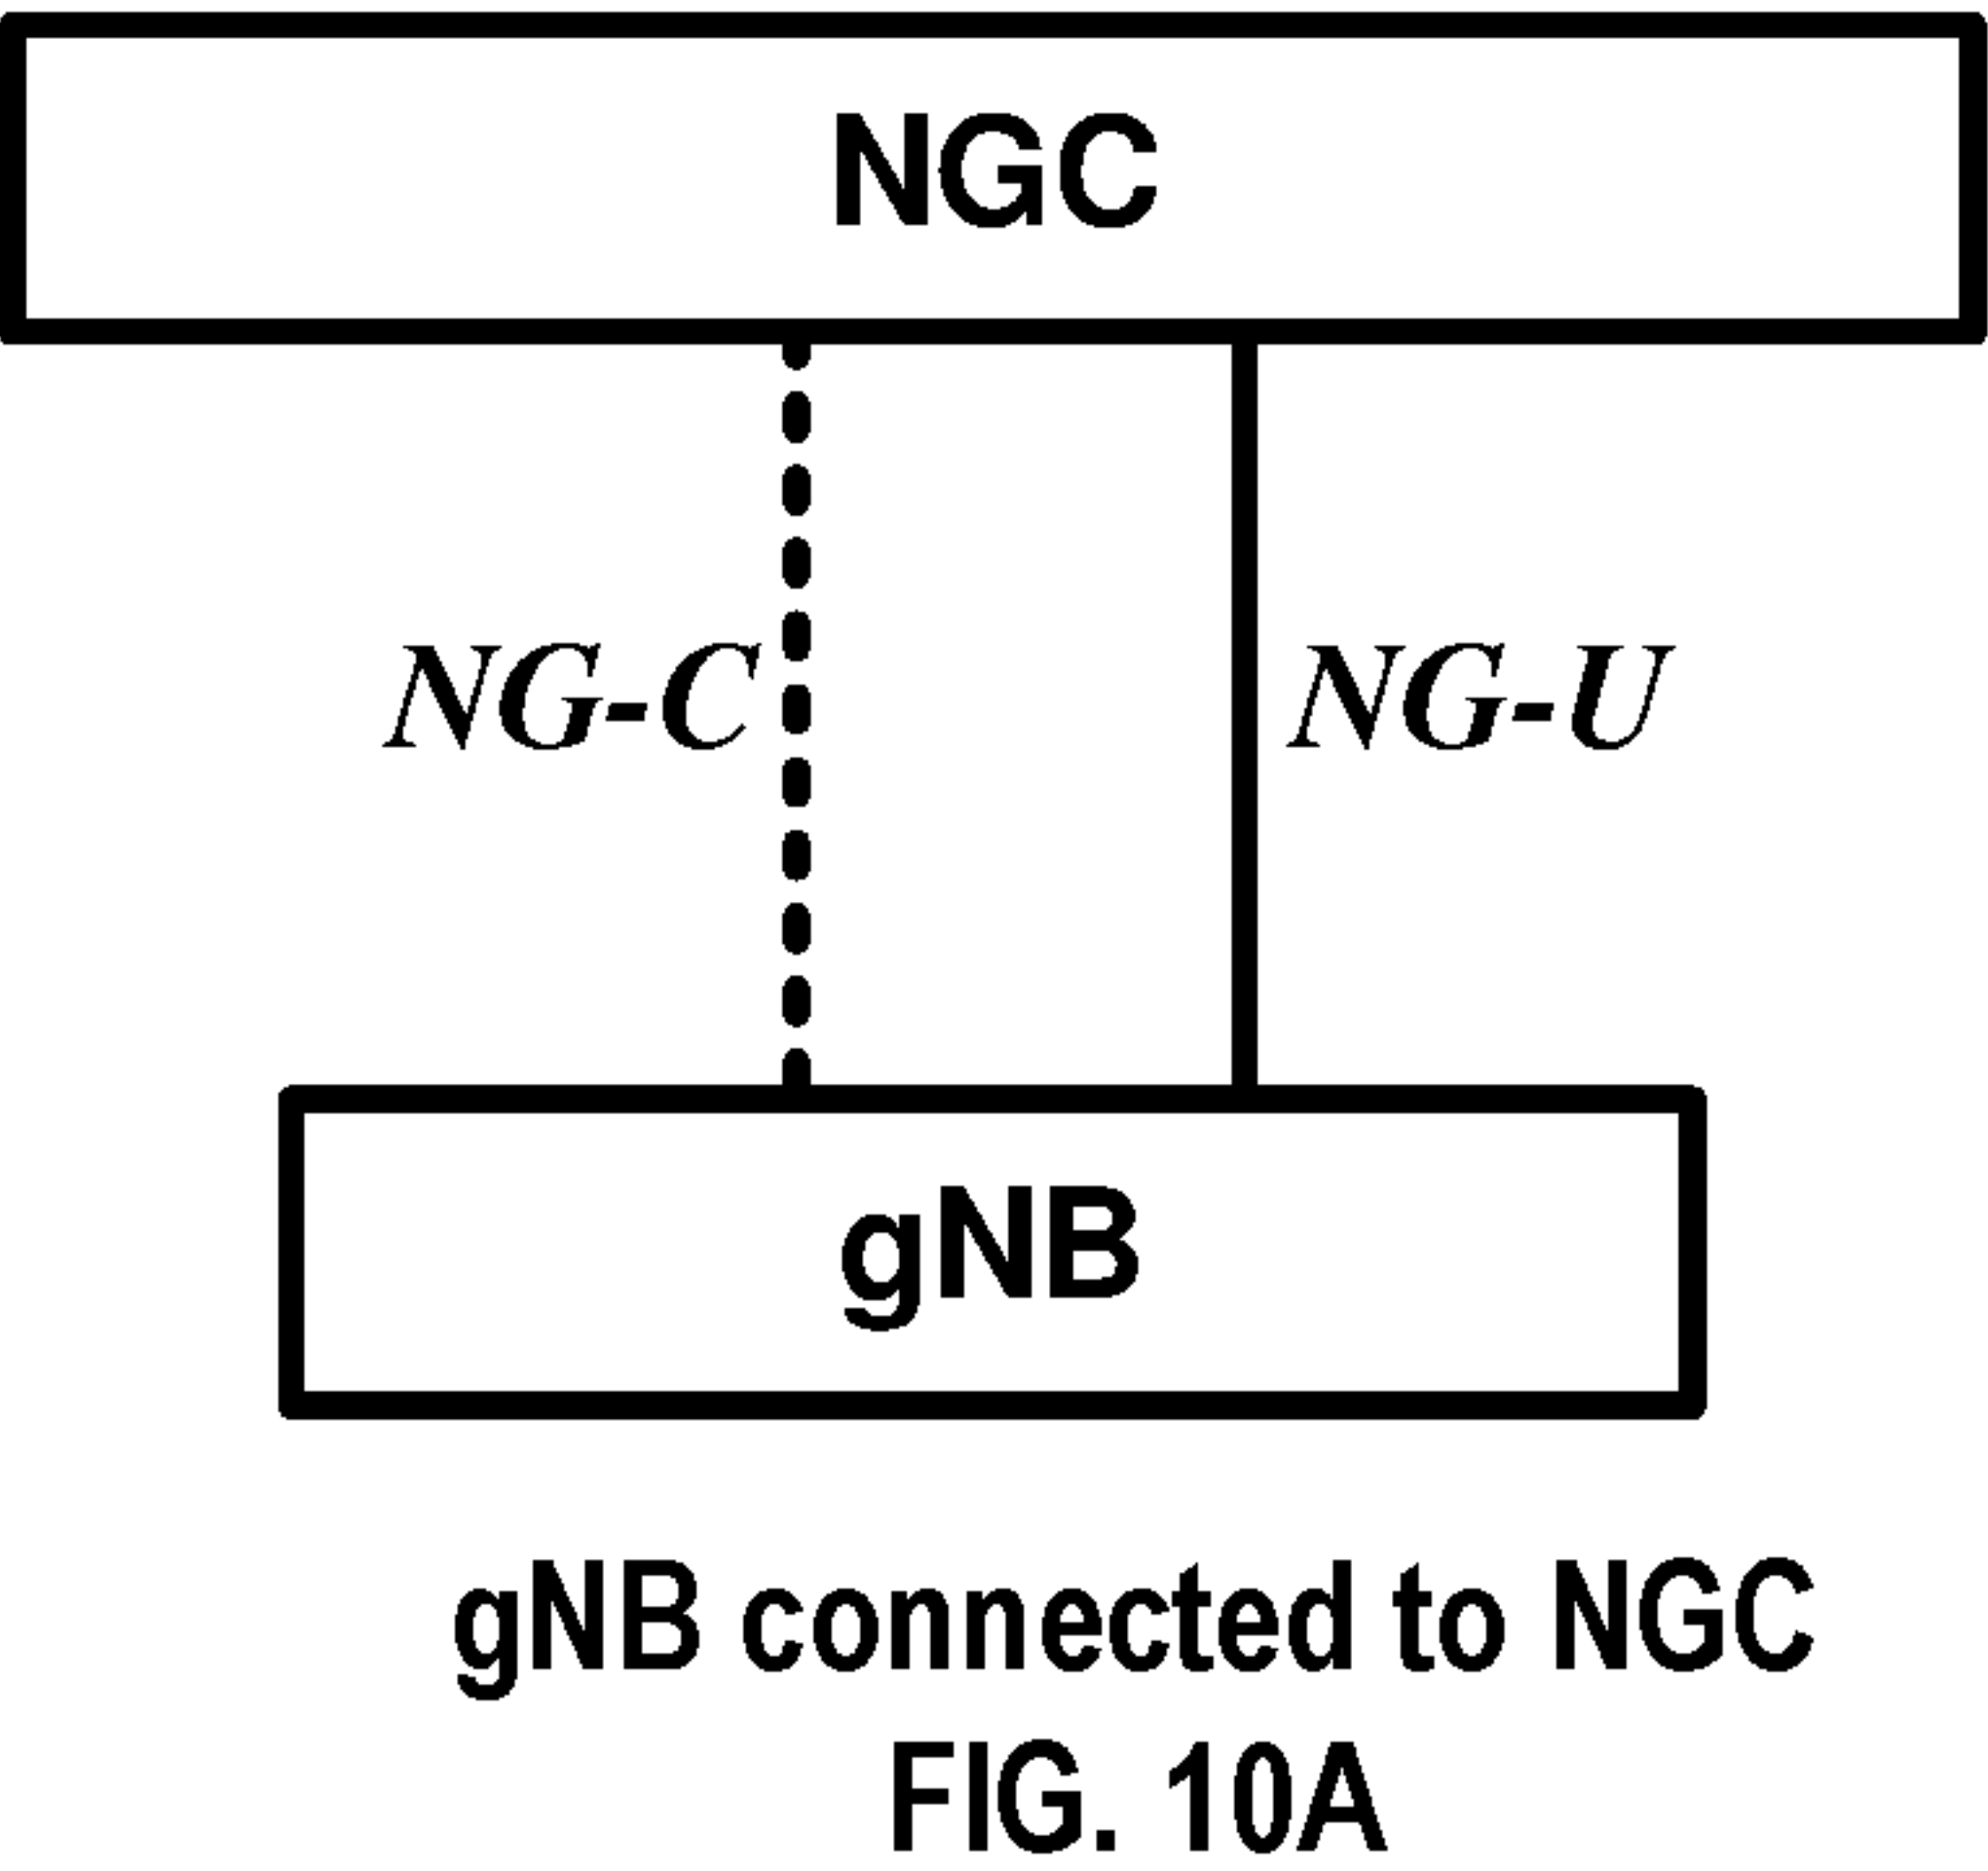 NGC
NG-C
NG-U
gNB
gNB connected to NGC
FIG. 10A